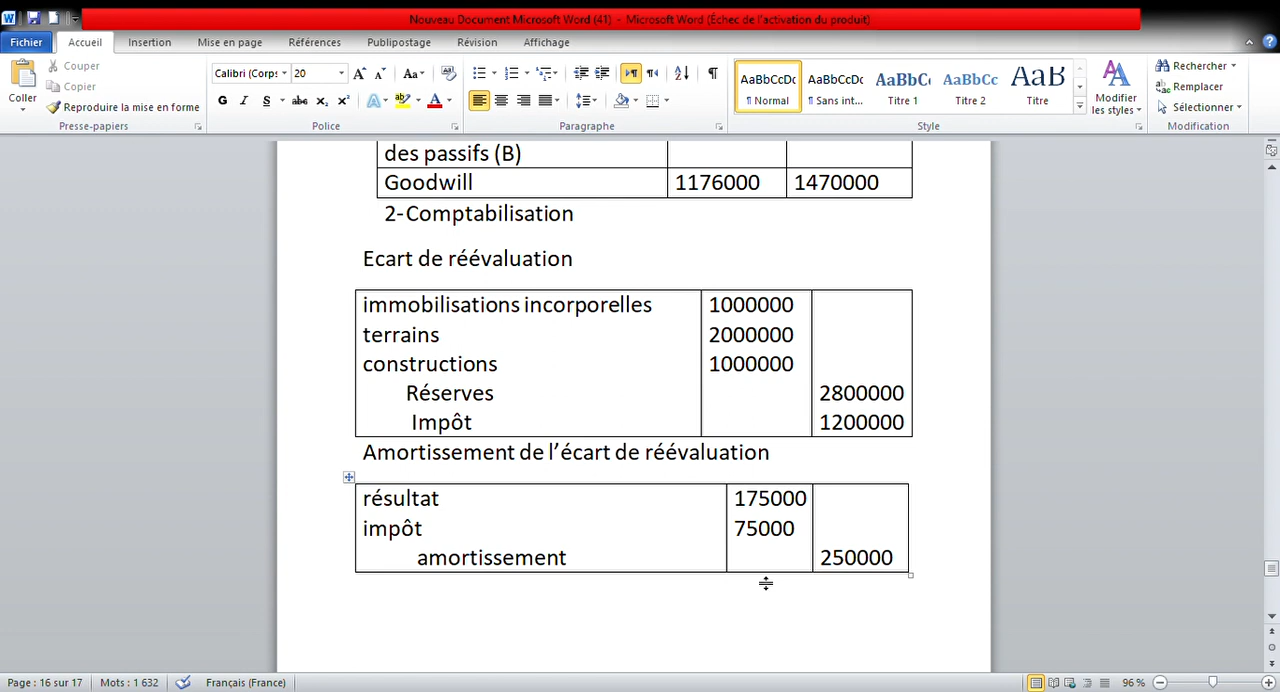 Nouveau Document Microsoft Word (41) - Microsoft Word (Échec de l'activation du produit)
Fichier Accueil Insertion Mise en page Références Publipostage Révision Affichage
Coller
Couper
Copier
Reproduire la mise en forme
Presse-papiers
Calibri (Corps 20
G I S abc x₂ x²
Police
Paragraphe
AaBbCcDc AaBbCcDc AaBbC AaBbCc AaB
¶ Normal ¶ Sans int... Titre 1 Titre 2 Titre
Modifier les styles
Style
Rechercher
Remplacer
Sélectionner
Modification
des passifs (B)
Goodwill 1176000 1470000
2-Comptabilisation
Ecart de réévaluation
immobilisations incorporelles 1000000
terrains 2000000
constructions 1000000
Réserves 2800000
Impôt 1200000
Amortissement de l'écart de réévaluation
résultat 175000
impôt 75000
amortissement 250000
Page : 16 sur 17 Mots : 1 632 Français (France) 96 %